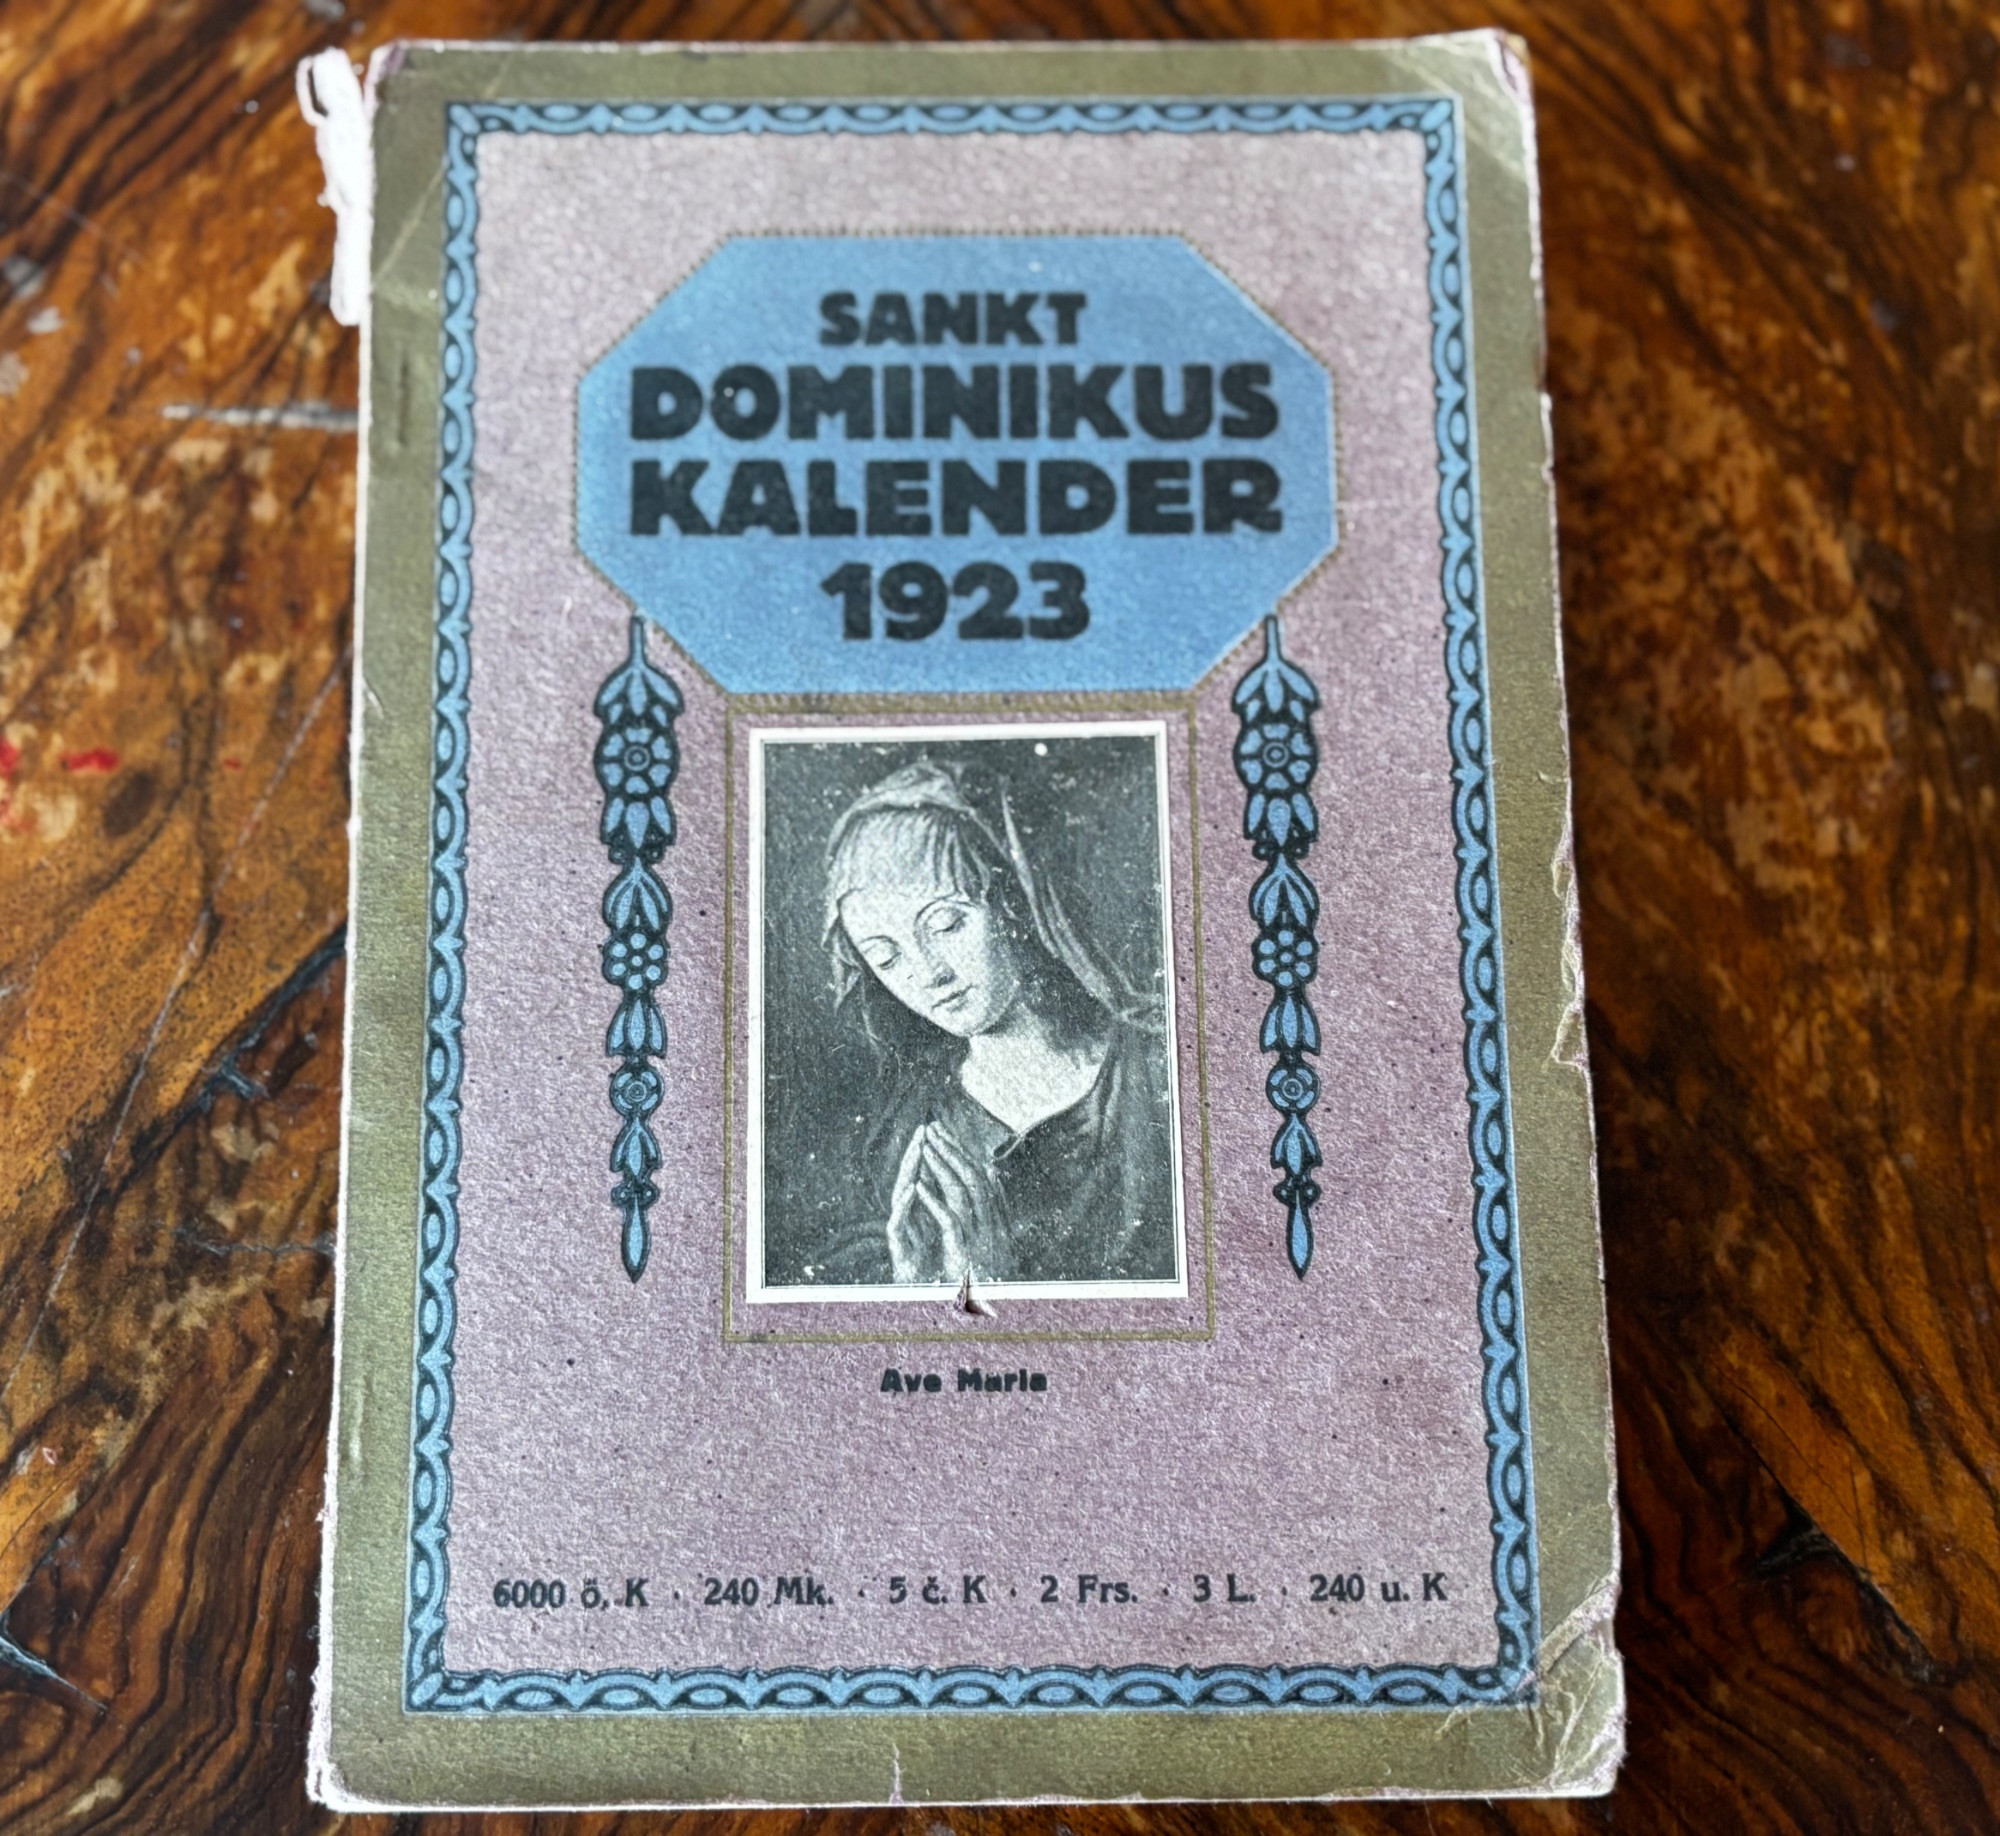 SANKT
DOMINIKUS
KALENDER
1923
Ave Maria
6000 ö. K · 240 Mk. · 5 č. K · 2 Frs. · 3 L. · 240 u. K